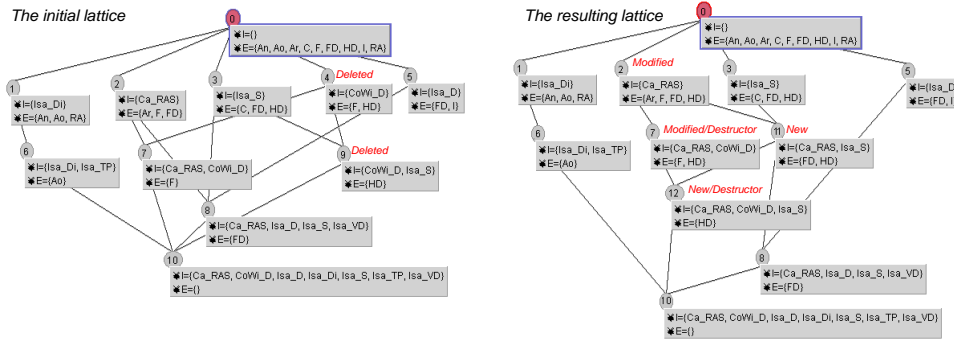 The initial lattice
0
I={}
E={An, Ao, Ar, C, F, FD, HD, I, RA}
1
2
3
4 Deleted
5
I={Isa_Di}
E={An, Ao, RA}
I={Ca_RAS}
E={Ar, F, FD}
I={Isa_S}
E={C, FD, HD}
I={CoWi_D}
E={F, HD}
I={Isa_D}
E={FD, I}
6
7
9 Deleted
I={Isa_Di, Isa_TP}
E={Ao}
I={Ca_RAS, CoWi_D}
E={F}
I={CoWi_D, Isa_S}
E={HD}
8
I={Ca_RAS, Isa_D, Isa_S, Isa_VD}
E={FD}
10
I={Ca_RAS, CoWi_D, Isa_D, Isa_Di, Isa_S, Isa_TP, Isa_VD}
E={}
The resulting lattice
0
I={}
E={An, Ao, Ar, C, F, FD, HD, I, RA}
1
2 Modified
3
5
I={Isa_Di}
E={An, Ao, RA}
I={Ca_RAS}
E={Ar, F, FD, HD}
I={Isa_S}
E={C, FD, HD}
I={Isa_D
E={FD, I
6
7 Modified/Destructor
11 New
I={Isa_Di, Isa_TP}
E={Ao}
I={Ca_RAS, CoWi_D}
E={F, HD}
I={Ca_RAS, Isa_S}
E={FD, HD}
12 New/Destructor
I={Ca_RAS, CoWi_D, Isa_S}
E={HD}
8
I={Ca_RAS, Isa_D, Isa_S, Isa_VD}
E={FD}
10
I={Ca_RAS, CoWi_D, Isa_D, Isa_Di, Isa_S, Isa_TP, Isa_VD}
E={}